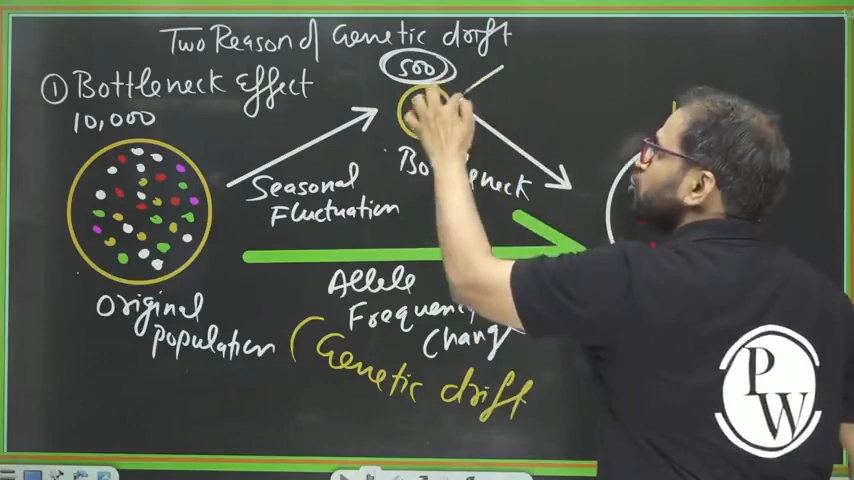 Two Reason of Genetic drift
① Bottleneck Effect
10,000
500
Seasonal
Fluctuation
Original
population
Allele
Frequen
Chang
(Genetic drift
PW